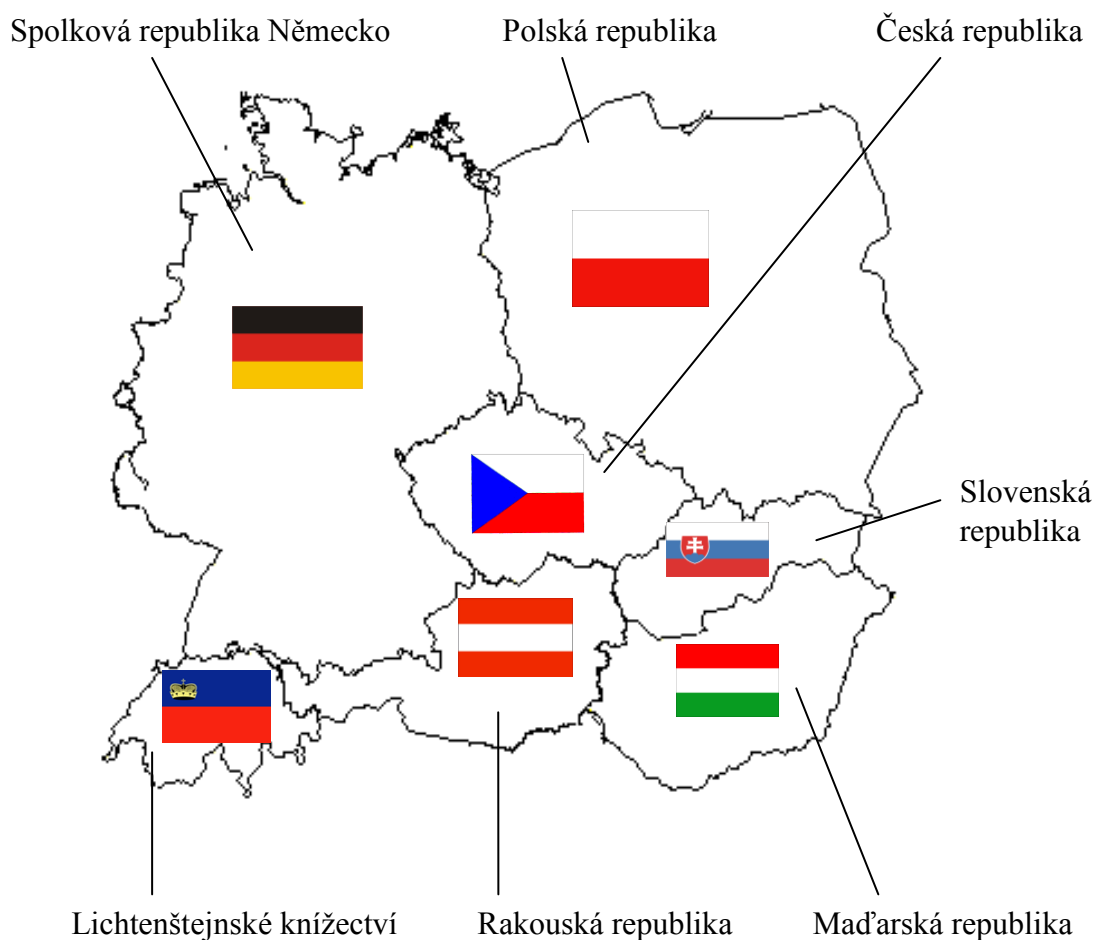 Spolková republika Německo
Polská republika
Česká republika
Slovenská
republika
Lichtenštejnské knížectví
Rakouská republika
Maďarská republika